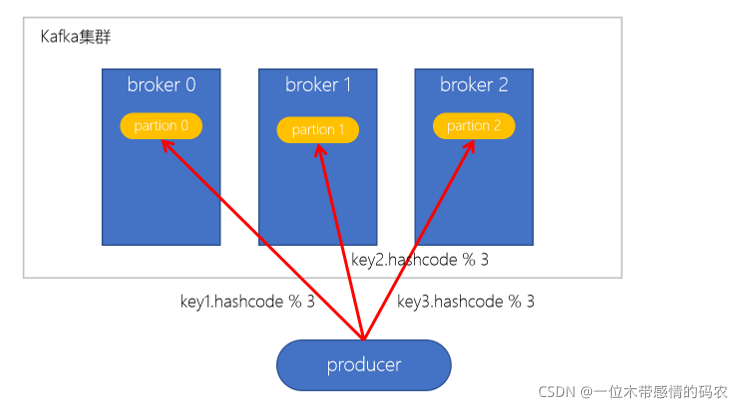 Kafka集群
broker 0
broker 1
broker 2
partion 0
partion 1
partion 2
key2.hashcode % 3
key1.hashcode % 3
key3.hashcode % 3
producer
CSDN @一位木带感情的码农